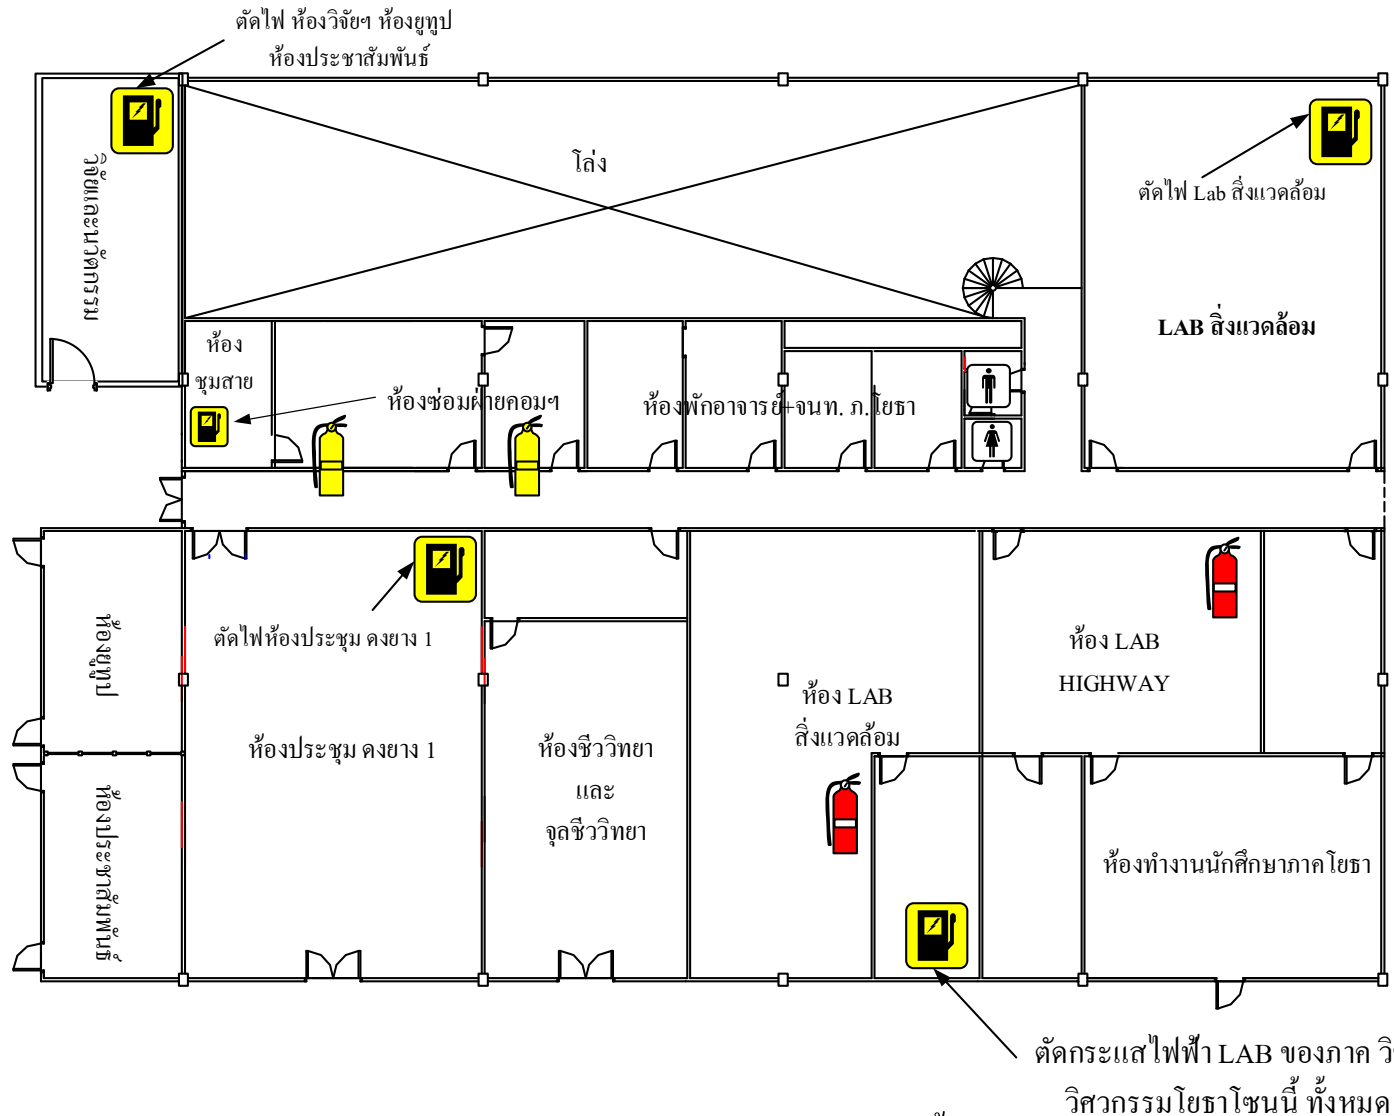 ตัดไฟ ห้องวิจัยฯ ห้องยูทูป
ห้องประชาสัมพันธ์
วิจัยและนวัตกรรม
โล่ง
ตัดไฟ Lab สิ่งแวดล้อม
LAB สิ่งแวดล้อม
ห้อง
ชุมสาย
ห้องซ่อมฝ่ายคอมฯ
ห้องพักอาจารย์+จนท. ภ.โยธา
ห้องยูทูป
ตัดไฟห้องประชุม ดงยาง 1
ห้องประชุม ดงยาง 1
ห้องชีววิทยา
และ
จุลชีววิทยา
ห้อง LAB
สิ่งแวดล้อม
ห้อง LAB
HIGHWAY
ห้องประชาสัมพันธ์
ห้องทำงานนักศึกษาภาคโยธา
ตัดกระแสไฟฟ้า LAB ของภาค
วิศวกรรมโยธาโซนนี้ ทั้งหมด